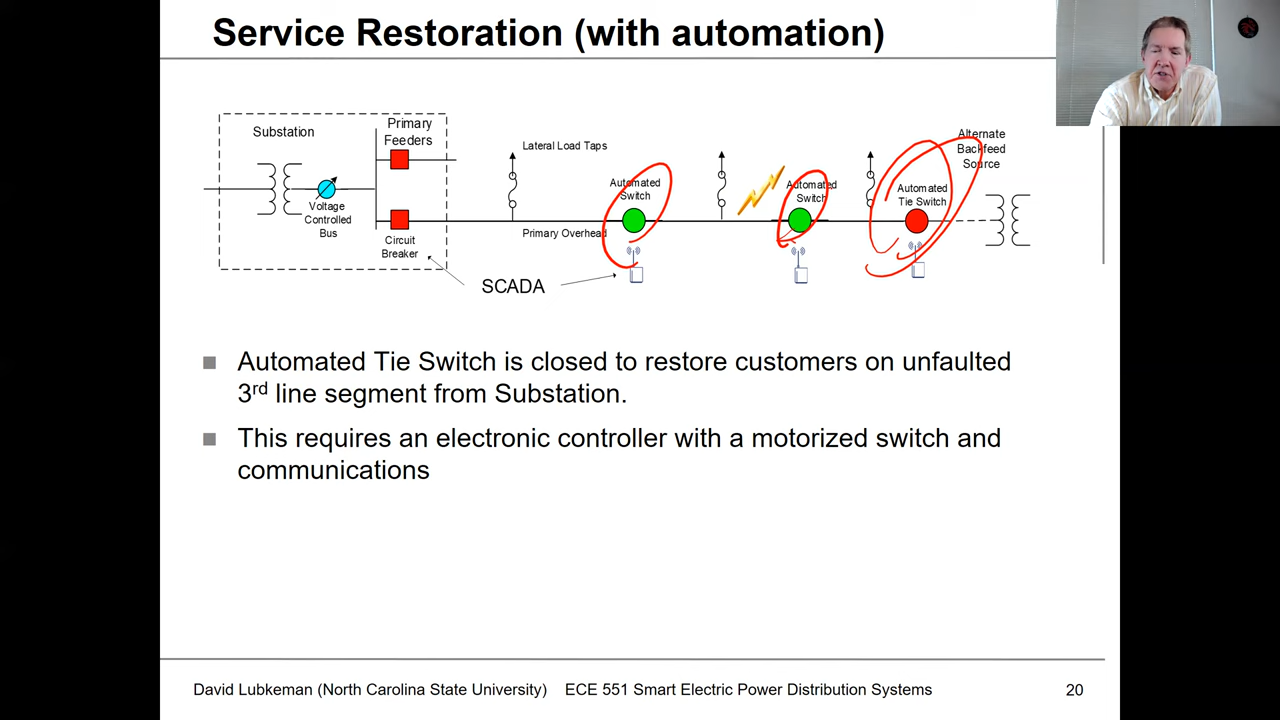 Service Restoration (with automation)
Substation
Primary
Feeders
Lateral Load Taps
Alternate
Backfeed
Source
Automated
Switch
Automated
Switch
Automated
Tie Switch
Voltage
Controlled
Bus
Circuit
Breaker
Primary Overhead
SCADA
Automated Tie Switch is closed to restore customers on unfaulted
3rd line segment from Substation.
This requires an electronic controller with a motorized switch and
communications
David Lubkeman (North Carolina State University) ECE 551 Smart Electric Power Distribution Systems 20